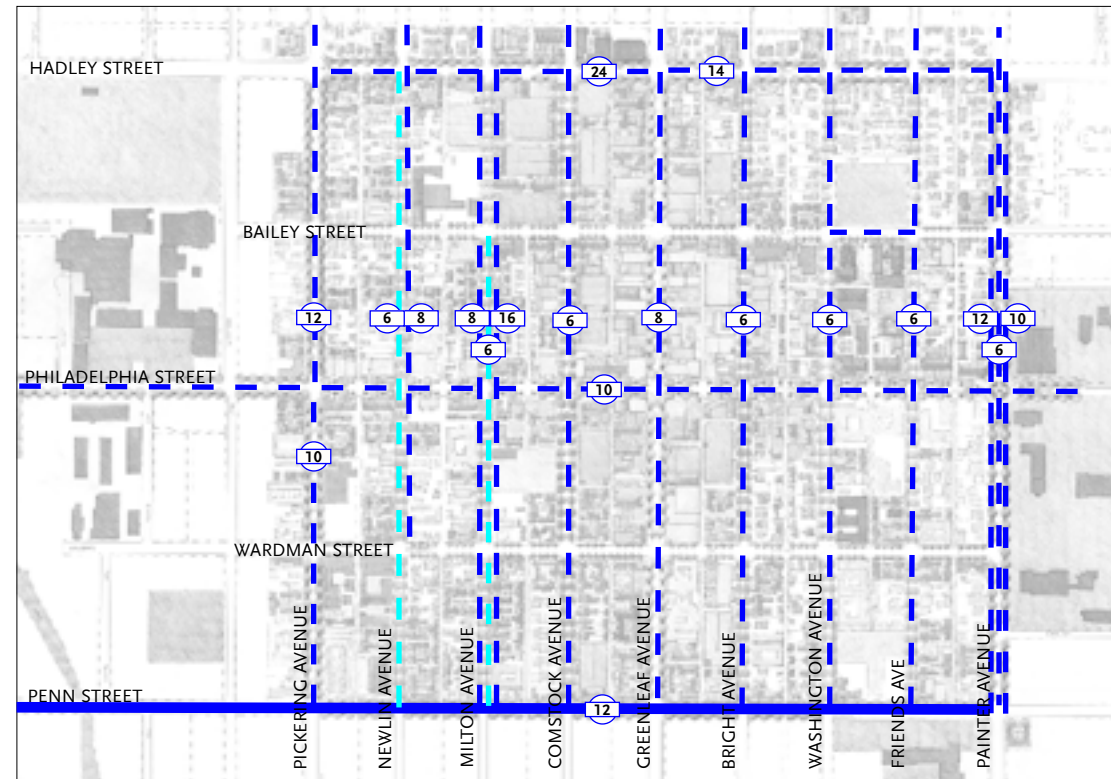 HADLEY STREET
24
14
BAILEY STREET
12
6
8
8
16
6
8
6
6
6
12
10
6
6
PHILADELPHIA STREET
10
10
WARDMAN STREET
PENN STREET
12
PICKERING AVENUE
NEWLIN AVENUE
MILTON AVENUE
COMSTOCK AVENUE
GREENLEAF AVENUE
BRIGHT AVENUE
WASHINGTON AVENUE
FRIENDS AVE
PAINTER AVENUE